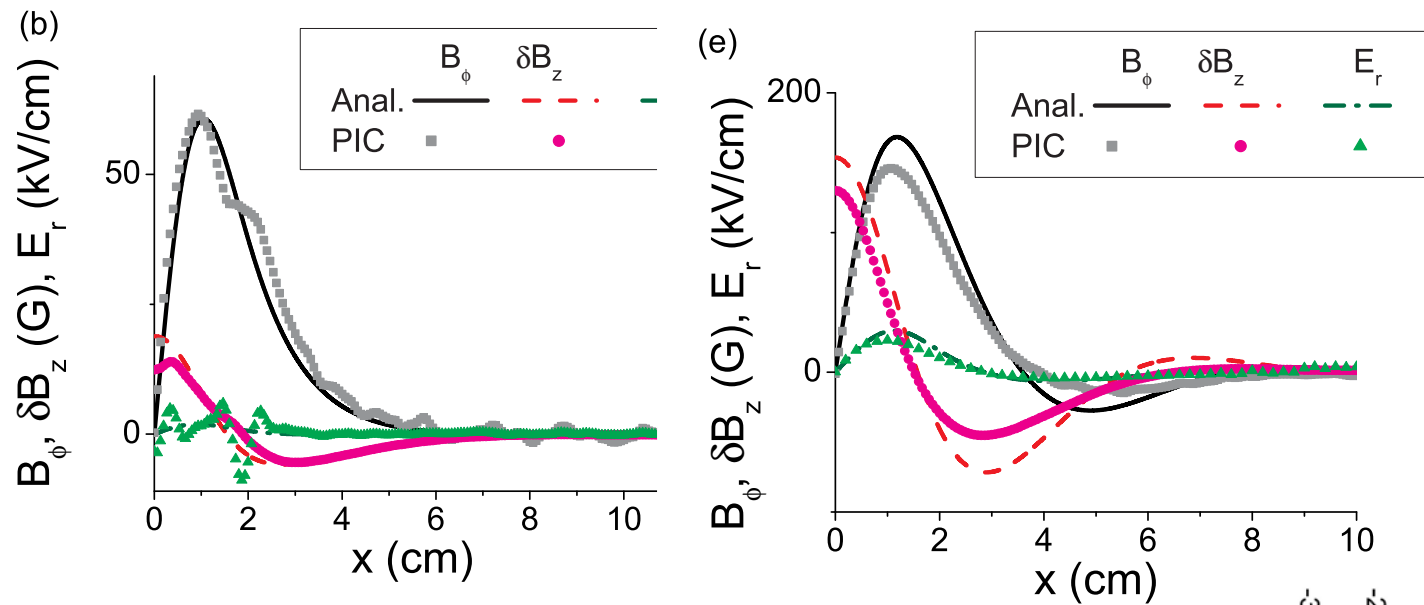 (b)
B_ϕ δB_z
Anal.
PIC
B_ϕ, δB_z (G), E_r (kV/cm)
50
0
0 2 4 6 8 10
x (cm)
(e)
B_ϕ δB_z E_r
Anal.
PIC
B_ϕ, δB_z (G), E_r (kV/cm)
200
0
0 2 4 6 8 10
x (cm)